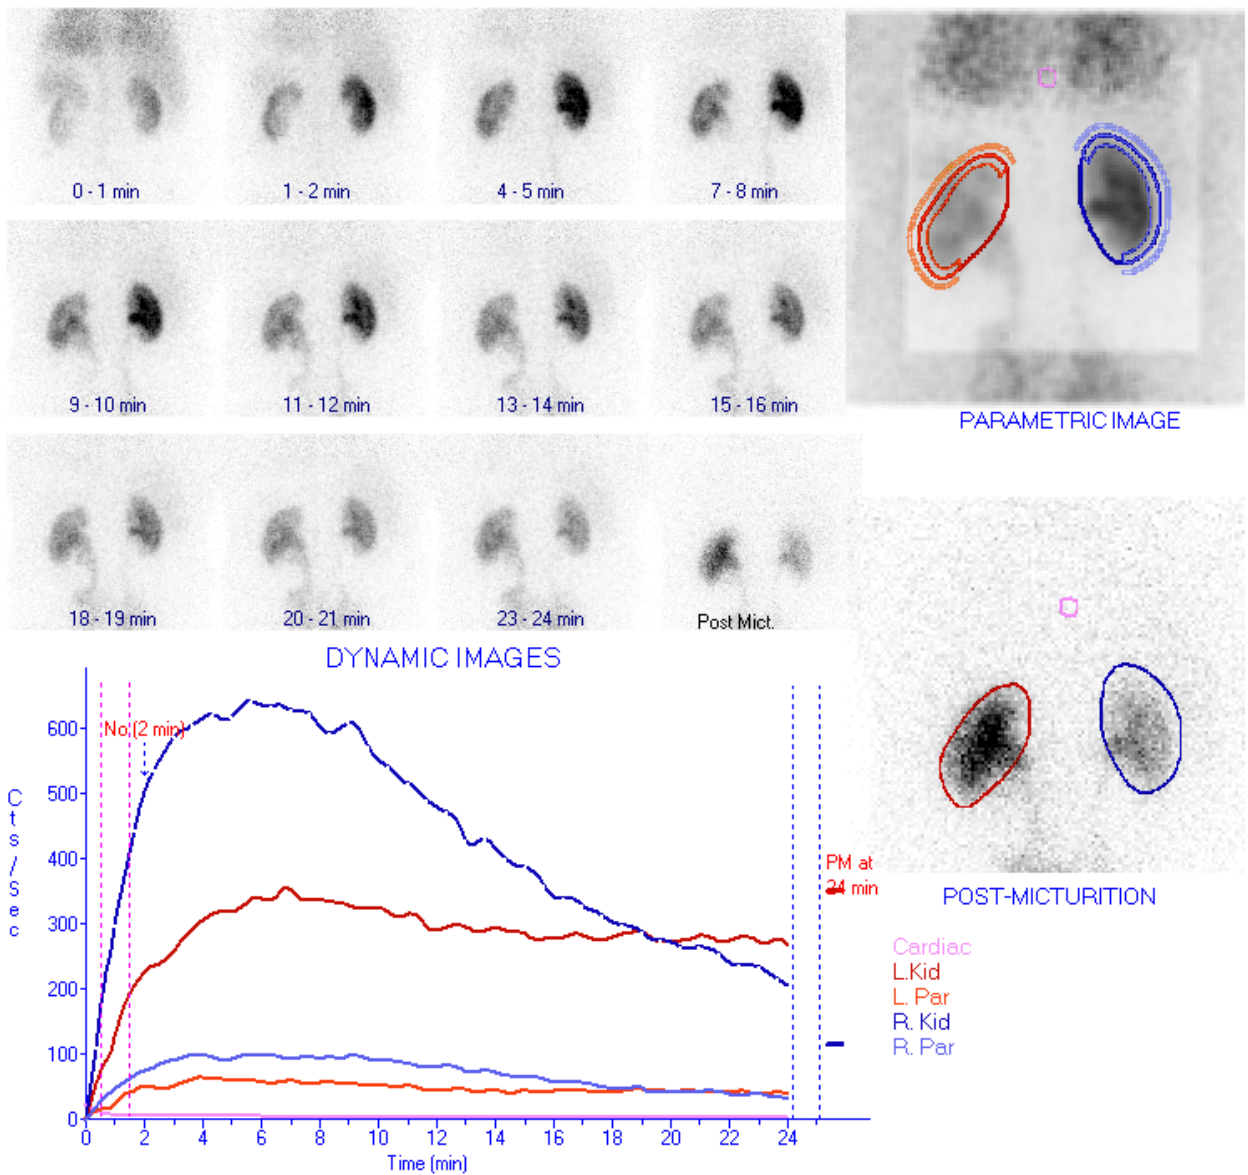 0 - 1 min
1 - 2 min
4 - 5 min
7 - 8 min
9 - 10 min
11 - 12 min
13 - 14 min
15 - 16 min
PARAMETRIC IMAGE
18 - 19 min
20 - 21 min
23 - 24 min
Post Mict.
DYNAMIC IMAGES
No (2 min)
600
500
400
300
200
100
0
Cts/Sec
0 2 4 6 8 10 12 14 16 18 20 22 24
Time (min)
PM at
24 min
POST-MICTURITION
Cardiac
L.Kid
L. Par
R. Kid
R. Par